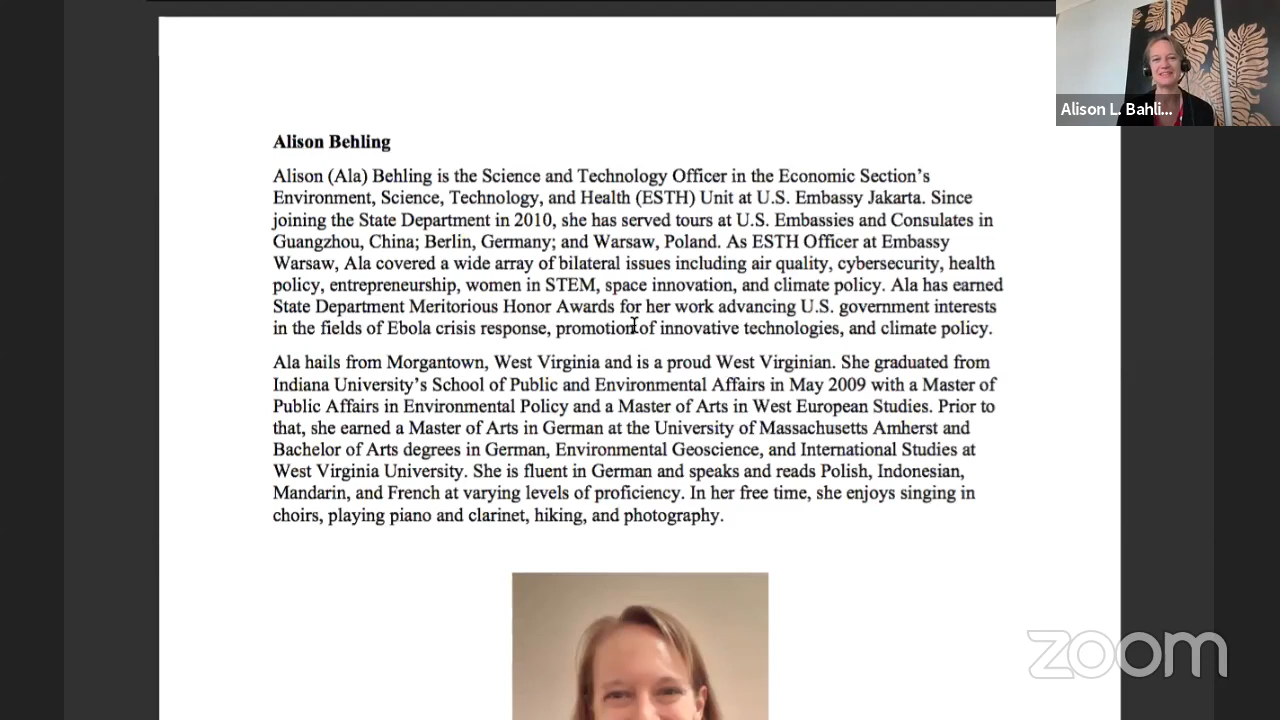 Alison L. Bahli...
Alison Behling
Alison (Ala) Behling is the Science and Technology Officer in the Economic Section's
Environment, Science, Technology, and Health (ESTH) Unit at U.S. Embassy Jakarta. Since
joining the State Department in 2010, she has served tours at U.S. Embassies and Consulates in
Guangzhou, China; Berlin, Germany; and Warsaw, Poland. As ESTH Officer at Embassy
Warsaw, Ala covered a wide array of bilateral issues including air quality, cybersecurity, health
policy, entrepreneurship, women in STEM, space innovation, and climate policy. Ala has earned
State Department Meritorious Honor Awards for her work advancing U.S. government interests
in the fields of Ebola crisis response, promotion of innovative technologies, and climate policy.
Ala hails from Morgantown, West Virginia and is a proud West Virginian. She graduated from
Indiana University's School of Public and Environmental Affairs in May 2009 with a Master of
Public Affairs in Environmental Policy and a Master of Arts in West European Studies. Prior to
that, she earned a Master of Arts in German at the University of Massachusetts Amherst and
Bachelor of Arts degrees in German, Environmental Geoscience, and International Studies at
West Virginia University. She is fluent in German and speaks and reads Polish, Indonesian,
Mandarin, and French at varying levels of proficiency. In her free time, she enjoys singing in
choirs, playing piano and clarinet, hiking, and photography.
zoom